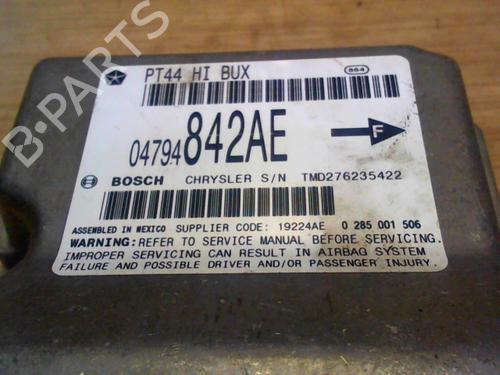 PT44 HI BUX
864
04794842AE
F
BOSCH CHRYSLER S/N TMD276235422
ASSEMBLED IN MEXICO SUPPLIER CODE: 19224AE 0 285 001 506
WARNING: REFER TO SERVICE MANUAL BEFORE SERVICING.
IMPROPER SERVICING CAN RESULT IN AIRBAG SYSTEM
FAILURE AND POSSIBLE DRIVER AND/OR PASSENGER INJURY.
B-PARTS